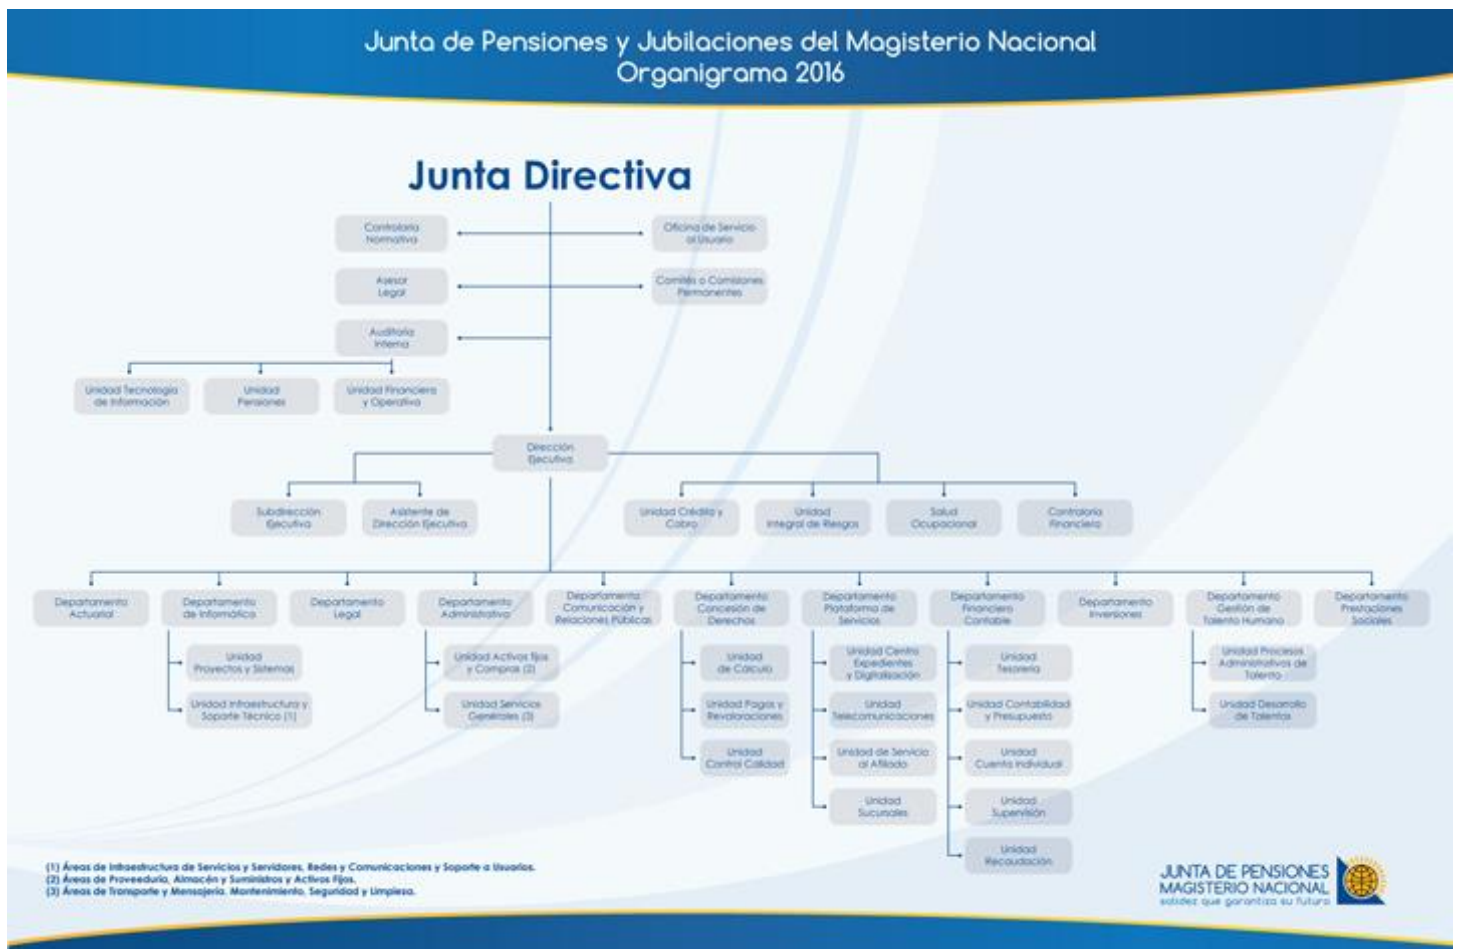 Junta de Pensiones y Jubilaciones del Magisterio Nacional
Organigrama 2016
Junta Directiva
Contraloría
Normativa
Oficina de Servicio
al Usuario
Asesor
Legal
Comités o Comisiones
Permanentes
Auditoría
Interna
Unidad Tecnología
de Información
Unidad
Pensiones
Unidad Financiera
y Operativa
Dirección
Ejecutiva
Subdirección
Ejecutiva
Asistente de
Dirección Ejecutiva
Unidad Crédito y
Cobro
Unidad
Integral de Riesgos
Salud
Ocupacional
Contraloría
Financiera
Departamento
Actuarial
Departamento
de Informática
Departamento
Legal
Departamento
Administrativo
Departamento
Comunicación y
Relaciones Públicas
Departamento
Concesión de
Derechos
Departamento
Plataforma de
Servicios
Departamento
Financiero
Contable
Departamento
Inversiones
Departamento
Gestión de
Talento Humano
Departamento
Prestaciones
Sociales
Unidad
Proyectos y Sistemas
Unidad Infraestructura y
Soporte Técnico (1)
Unidad Activos fijos
y Compras (2)
Unidad Servicios
Generales (3)
Unidad
de Cálculo
Unidad Pagos y
Revaloraciones
Unidad
Control Calidad
Unidad Centro
Expedientes
y Digitalización
Unidad
Telecomunicaciones
Unidad de Servicio
al Afiliado
Unidad
Sucursales
Unidad
Tesorería
Unidad Contabilidad
y Presupuesto
Unidad
Cuenta Individual
Unidad
Supervisión
Unidad
Recaudación
Unidad Procesos
Administrativos de
Talento
Unidad Desarrollo
de Talentos
(1) Áreas de Infraestructura de Servicios y Servidores, Redes y Comunicaciones y Soporte a Usuarios.
(2) Áreas de Proveeduría, Almacén y Suministros y Activos Fijos.
(3) Áreas de Transporte y Mensajería, Mantenimiento, Seguridad y Limpieza.
JUNTA DE PENSIONES
MAGISTERIO NACIONAL
solidez que garantiza su futuro